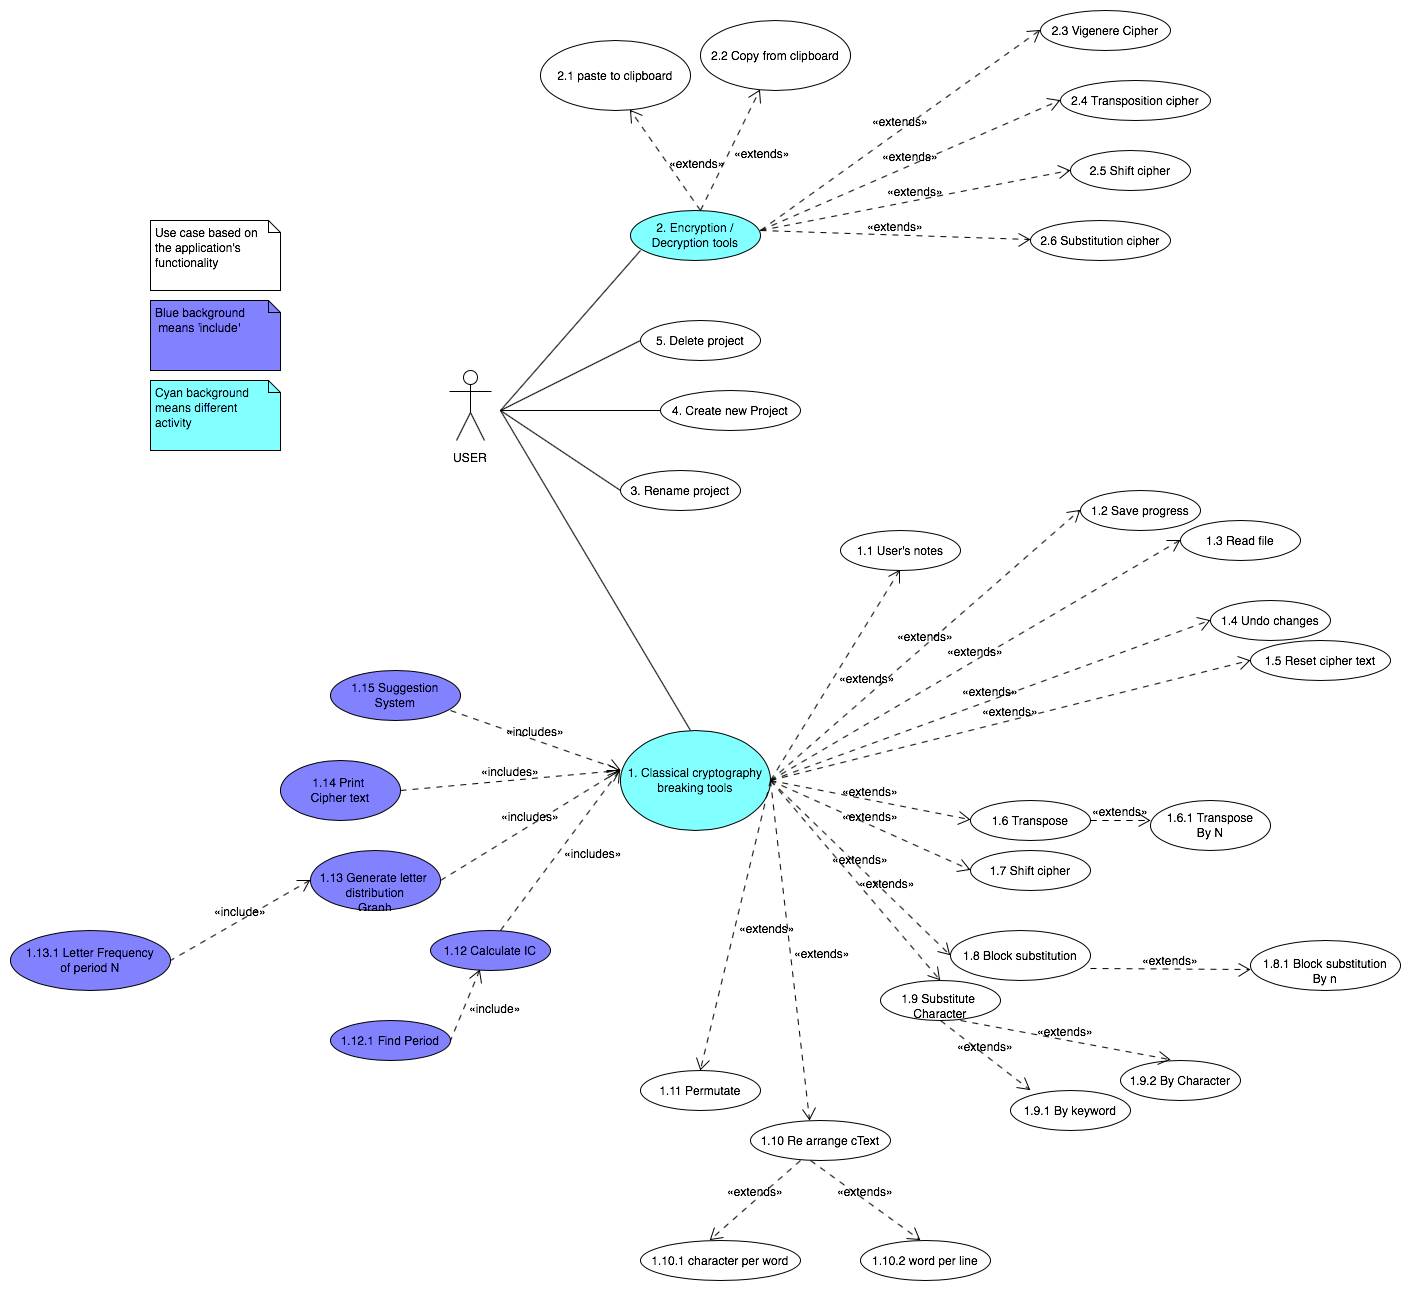 2.3 Vigenere Cipher
2.2 Copy from clipboard
2.1 paste to clipboard
2.4 Transposition cipher
«extends»
«extends»
«extends»
«extends»
2.5 Shift cipher
«extends»
«extends»
2. Encryption /
Decryption tools
2.6 Substitution cipher
Use case based on
the application's
functionality
Blue background
means 'include'
Cyan background
means different
activity
5. Delete project
4. Create new Project
USER
3. Rename project
1.2 Save progress
1.1 User's notes
1.3 Read file
1.4 Undo changes
1.5 Reset cipher text
«extends»
«extends»
«extends»
«extends»
«extends»
1.15 Suggestion
System
«includes»
1.14 Print
Cipher text
«includes»
1. Classical cryptography
breaking tools
«includes»
«includes»
«extends»
1.6 Transpose
«extends»
1.6.1 Transpose
By N
«extends»
1.7 Shift cipher
«extends»
«extends»
1.13 Generate letter
distribution
Graph
«include»
1.13.1 Letter Frequency
of period N
1.12 Calculate IC
«include»
1.12.1 Find Period
«extends»
«extends»
1.8 Block substitution
«extends»
1.8.1 Block substitution
By n
1.9 Substitute
Character
«extends»
«extends»
1.9.2 By Character
1.9.1 By keyword
1.11 Permutate
1.10 Re arrange cText
«extends»
«extends»
1.10.1 character per word
1.10.2 word per line